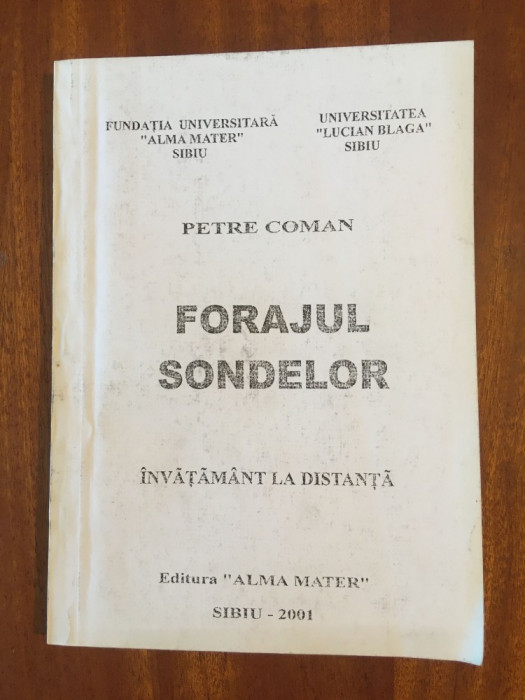 FUNDAȚIA UNIVERSITARĂ
"ALMA MATER"
SIBIU
UNIVERSITATEA
"LUCIAN BLAGA"
SIBIU
PETRE COMAN
FORAJUL
SONDELOR
ÎNVĂȚĂMÂNT LA DISTANȚĂ
Editura "ALMA MATER"
SIBIU - 2001